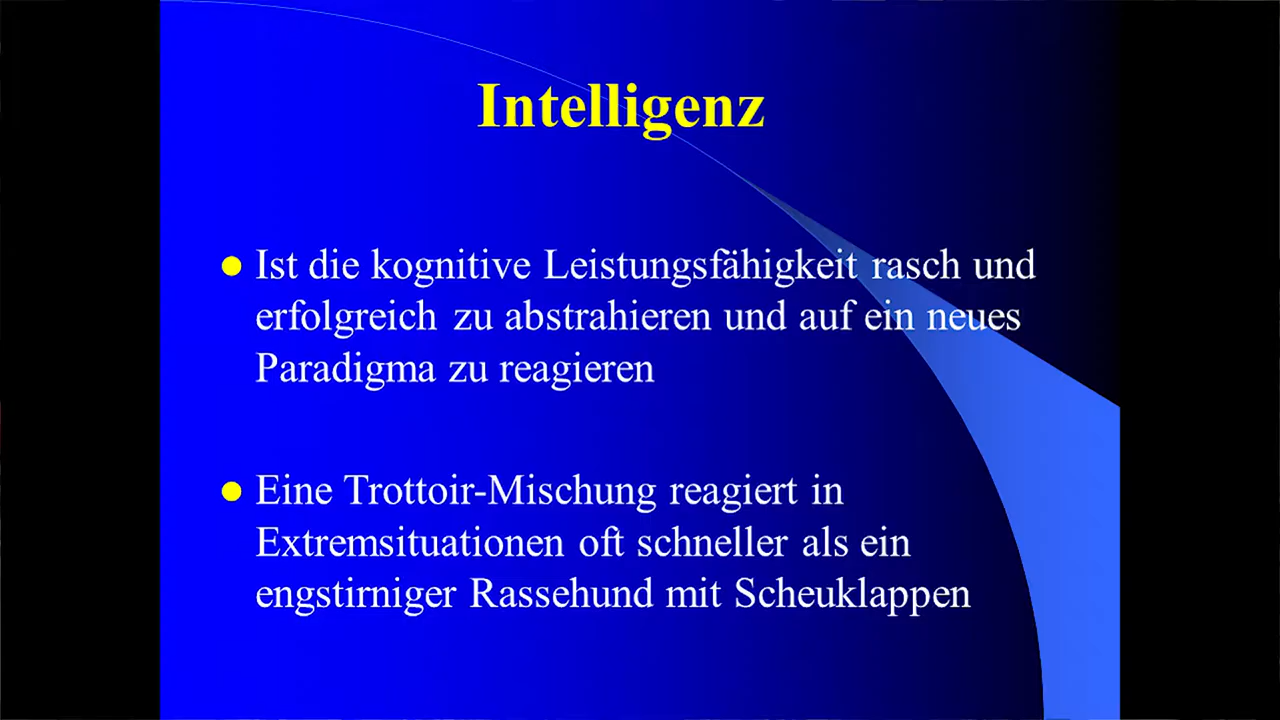 Intelligenz
Ist die kognitive Leistungsfähigkeit rasch und
erfolgreich zu abstrahieren und auf ein neues
Paradigma zu reagieren
Eine Trottoir-Mischung reagiert in
Extremsituationen oft schneller als ein
engstirniger Rassehund mit Scheuklappen